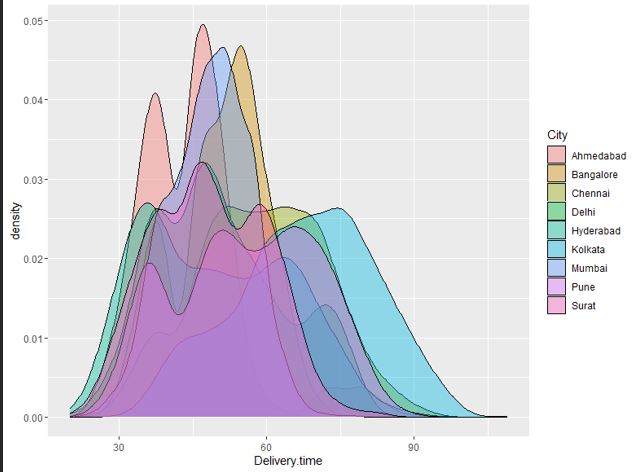 0.05
0.04
0.03
0.02
0.01
0.00
density
30
60
90
Delivery.time
City
Ahmedabad
Bangalore
Chennai
Delhi
Hyderabad
Kolkata
Mumbai
Pune
Surat